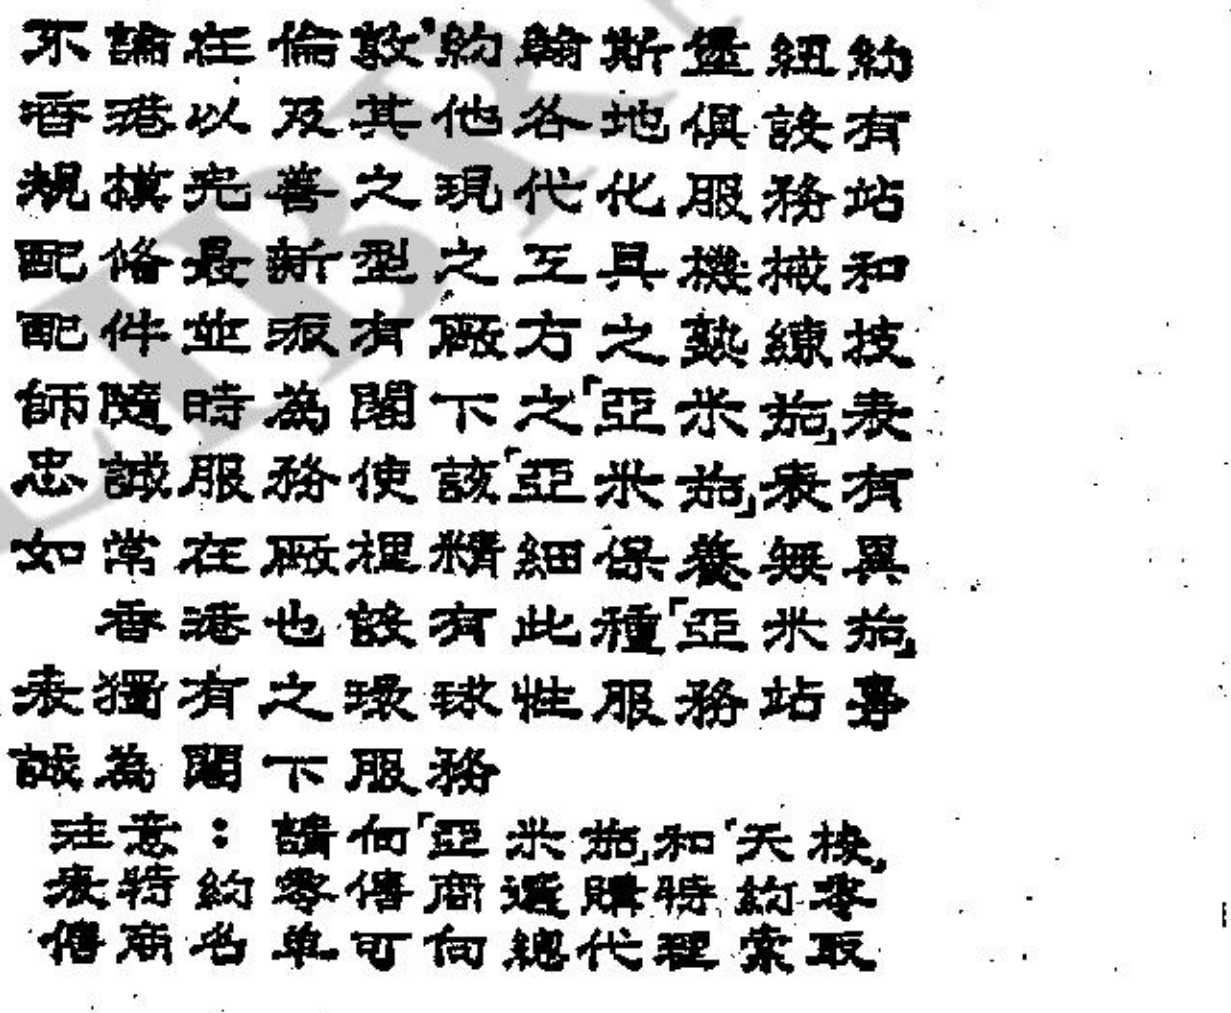 不論在倫敦‧約翰斯堡紐約
香港以及其他各地俱設有
規模完善之現代化服務站
配備最新型之工具機械和
配件並派有廠方之熟練技
師隨時為閣下之「亞米茄」表
忠誠服務使該「亞米茄」表有
如常在廠裡精細保養無異
香港也設有此種「亞米茄」
表獨有之環球性服務站專
誠為閣下服務
注意：請向「亞米茄」和「天梭」
表特約零售商選購特約零
售商名單可向總代理索取
LIBR